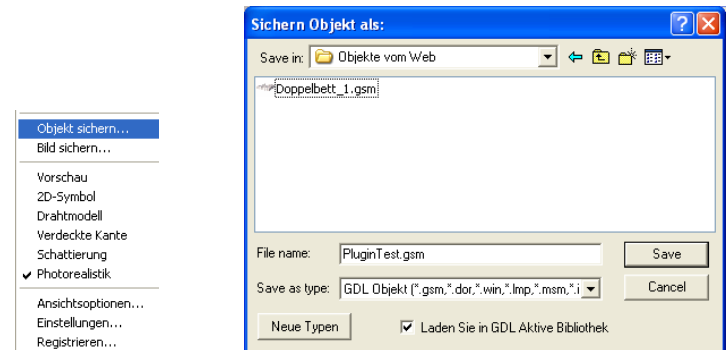 Objekt sichern...
Bild sichern...
Vorschau
2D-Symbol
Drahtmodell
Verdeckte Kante
Schattierung
Photorealistik
Ansichtsoptionen...
Einstellungen...
Registrieren...
Sichern Objekt als:
Save in: Objekte vom Web
Doppelbett_1.gsm
File name: PluginTest.gsm Save
Save as type: GDL Objekt (*.gsm,*.dor,*.win,*.lmp,*.msm,*.i Cancel
Neue Typen Laden Sie in GDL Aktive Bibliothek